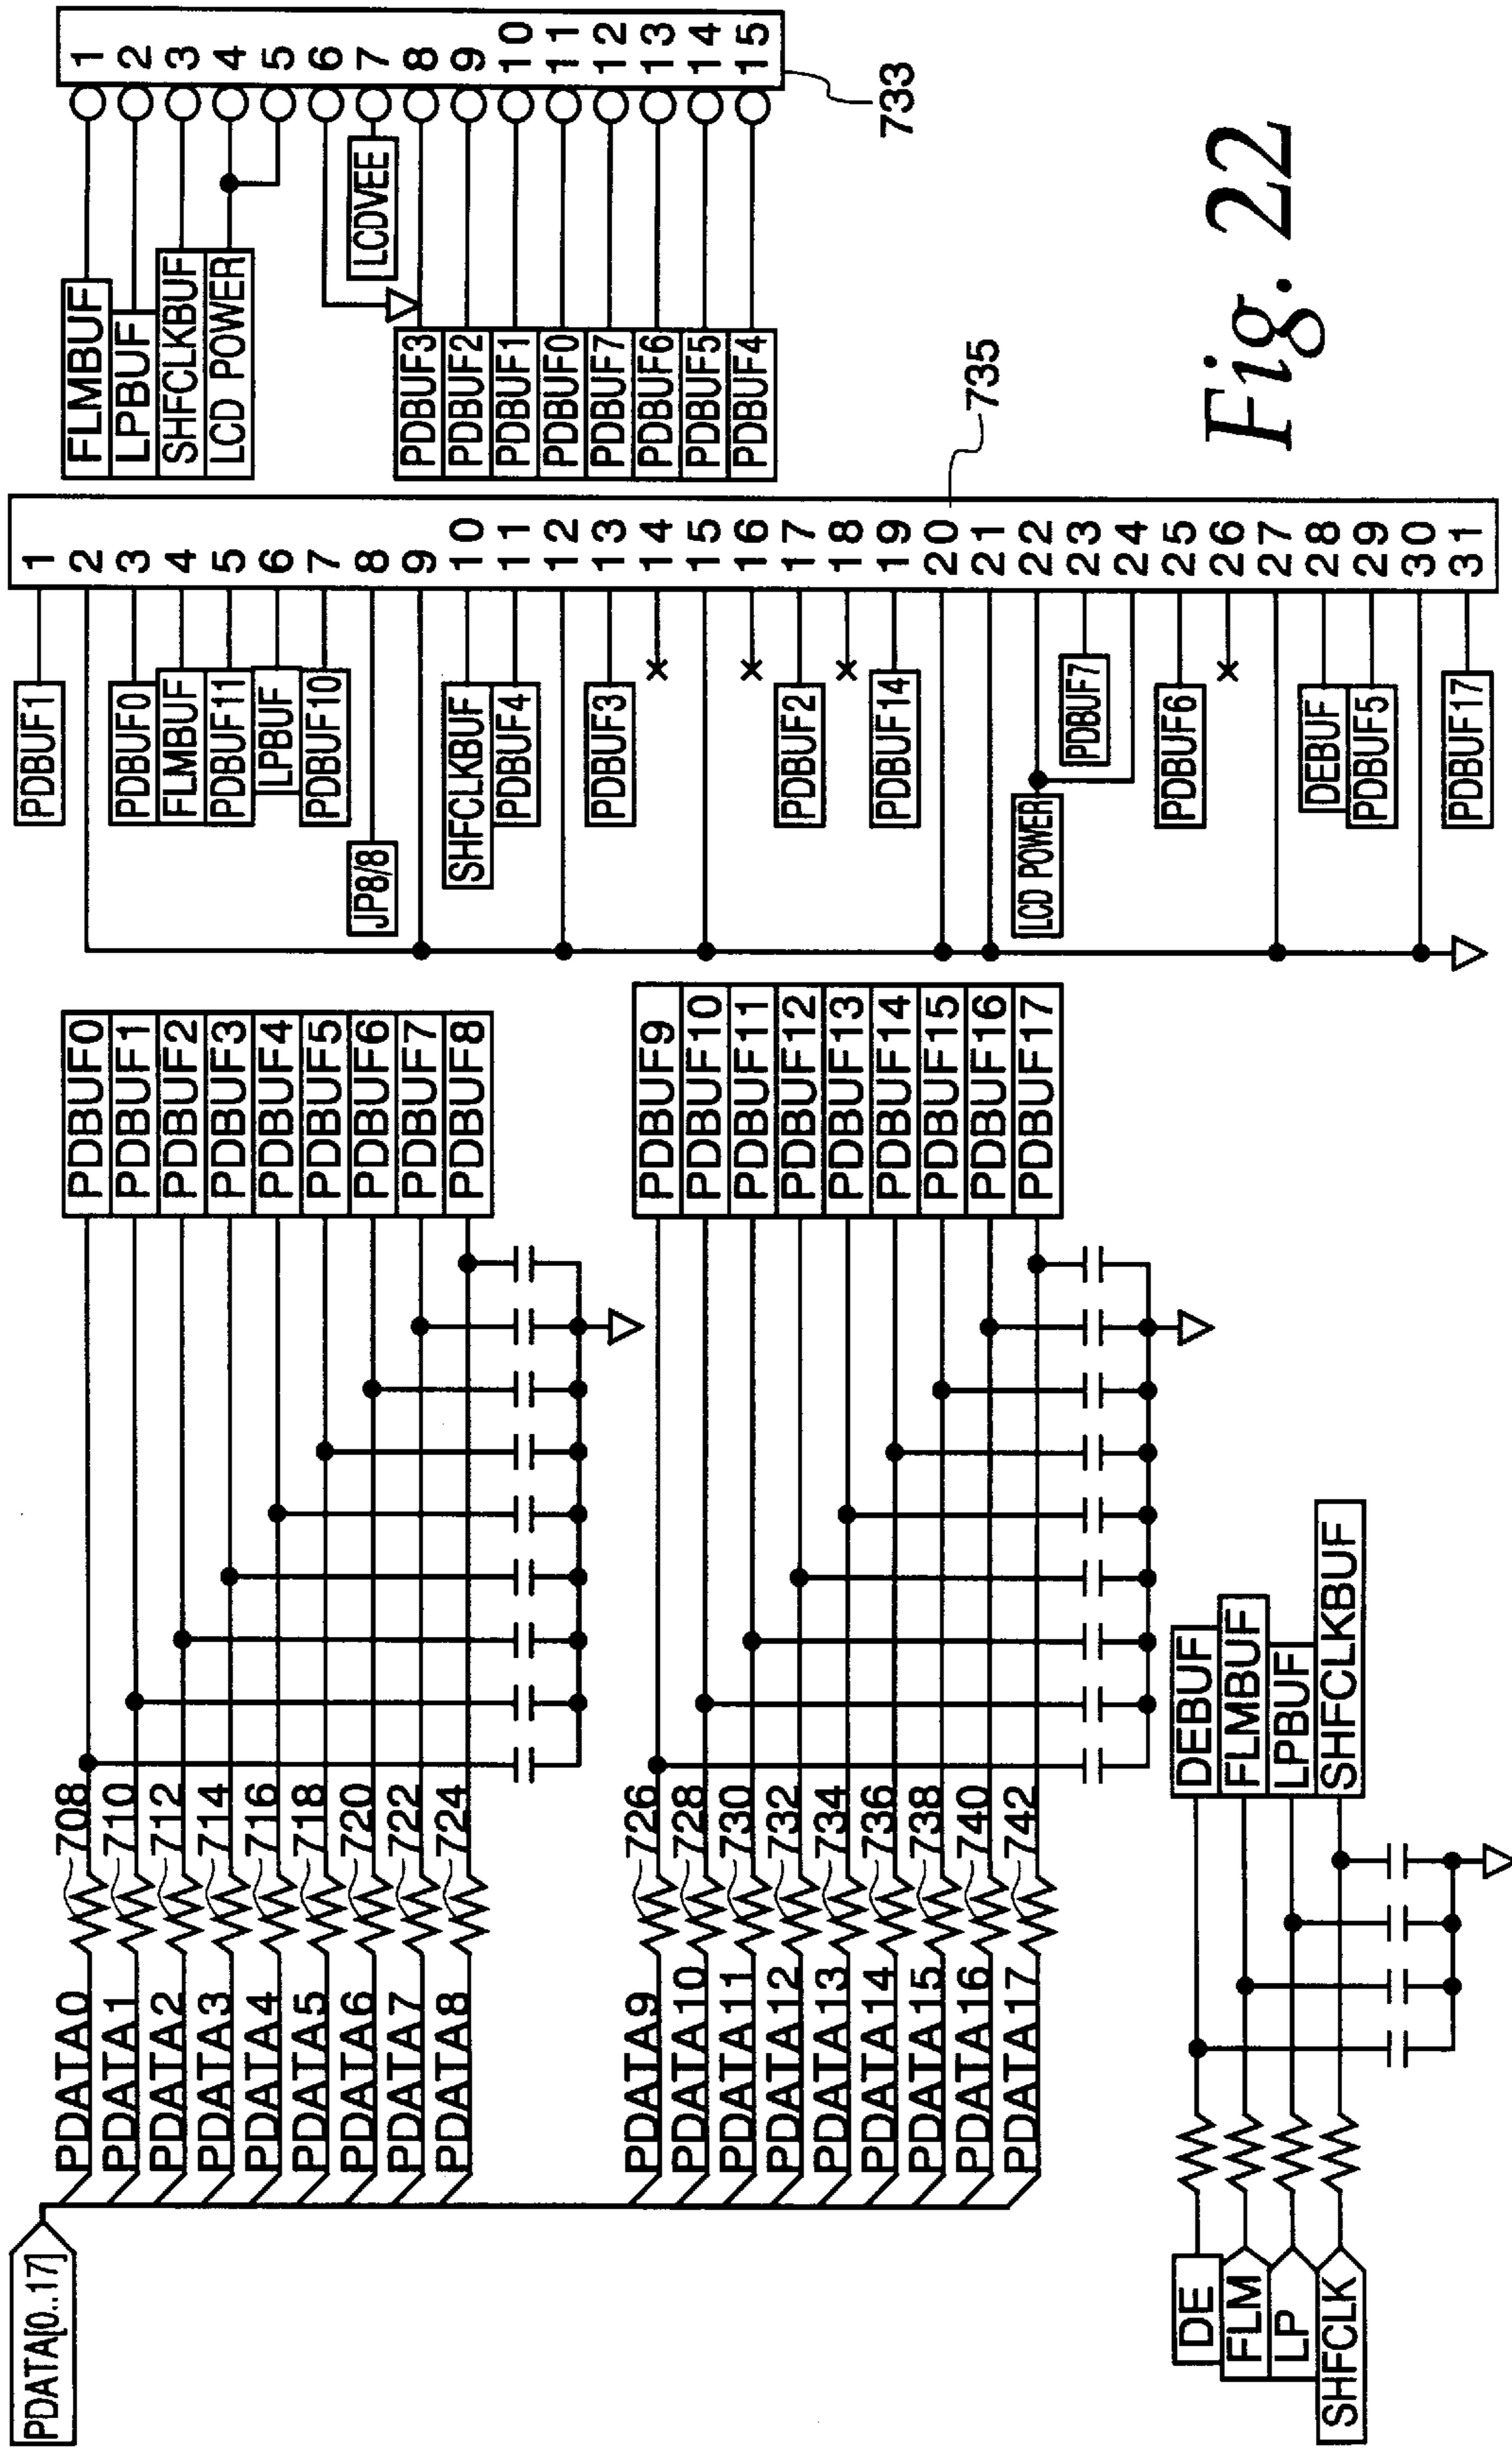 PDATA[0..17]
PDATA0 708 PDBUF0
PDATA1 710 PDBUF1
PDATA2 712 PDBUF2
PDATA3 714 PDBUF3
PDATA4 716 PDBUF4
PDATA5 718 PDBUF5
PDATA6 720 PDBUF6
PDATA7 722 PDBUF7
PDATA8 724 PDBUF8
PDATA9 726 PDBUF9
PDATA10 728 PDBUF10
PDATA11 730 PDBUF11
PDATA12 732 PDBUF12
PDATA13 734 PDBUF13
PDATA14 736 PDBUF14
PDATA15 738 PDBUF15
PDATA16 740 PDBUF16
PDATA17 742 PDBUF17
DE DEBUF
FLM FLMBUF
LP LPBUF
SHFCLK SHFCLKBUF
PDBUF1 1
2
PDBUF0 3
FLMBUF 4
PDBUF11 5
LPBUF 6
PDBUF10 7
JP8/8 8
9
SHFCLKBUF 10
PDBUF4 11
12
PDBUF3 13
14
15
16
PDBUF2 17
18
PDBUF14 19
20
21
LCD POWER 22
PDBUF7 23
24
PDBUF6 25
26
27
DEBUF 28
PDBUF5 29
30
PDBUF17 31
735
FLMBUF 1
LPBUF 2
SHFCLKBUF 3
LCD POWER 4
5
6
LCDVEE 7
PDBUF3 8
PDBUF2 9
PDBUF1 10
PDBUF0 11
PDBUF7 12
PDBUF6 13
PDBUF5 14
PDBUF4 15
733
Fig. 22